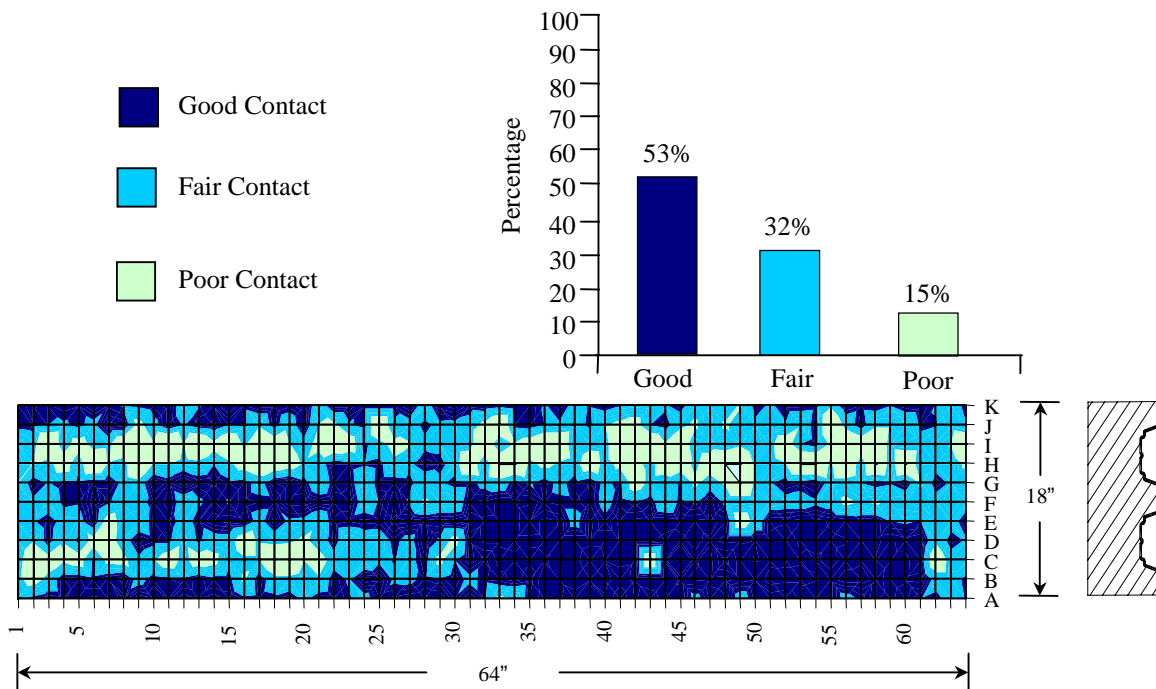 Good Contact
Fair Contact
Poor Contact
Percentage
100
90
80
70
60
50
40
30
20
10
0
53%
32%
15%
Good Fair Poor
K
J
I
H
G
F
E
D
C
B
A
18”
1 5 10 15 20 25 30 35 40 45 50 55 60
64”